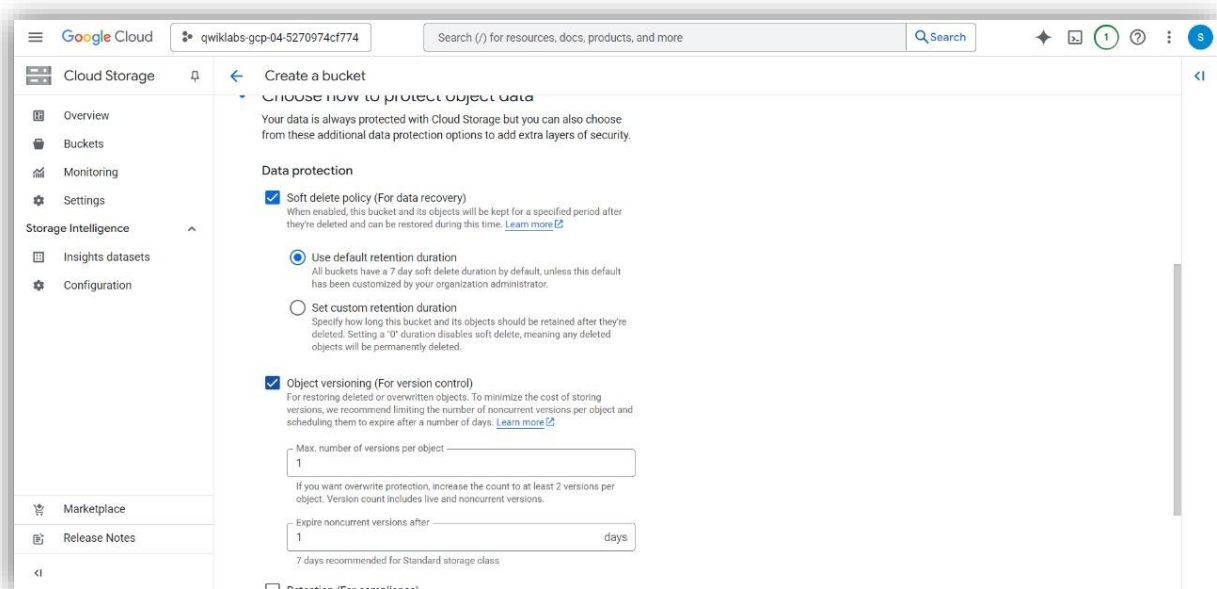 Google Cloud
qwiklabs-gcp-04-5270974cf774
Search (/) for resources, docs, products, and more
Search
1
S
Cloud Storage
Create a bucket
Overview
Buckets
Monitoring
Settings
Storage Intelligence
Insights datasets
Configuration
Marketplace
Release Notes
Choose how to protect object data
Your data is always protected with Cloud Storage but you can also choose
from these additional data protection options to add extra layers of security.
Data protection
Soft delete policy (For data recovery)
When enabled, this bucket and its objects will be kept for a specified period after
they're deleted and can be restored during this time. Learn more
Use default retention duration
All buckets have a 7 day soft delete duration by default, unless this default
has been customized by your organization administrator.
Set custom retention duration
Specify how long this bucket and its objects should be retained after they're
deleted. Setting a "0" duration disables soft delete, meaning any deleted
objects will be permanently deleted.
Object versioning (For version control)
For restoring deleted or overwritten objects. To minimize the cost of storing
versions, we recommend limiting the number of noncurrent versions per object and
scheduling them to expire after a number of days. Learn more
Max. number of versions per object
1
If you want overwrite protection, increase the count to at least 2 versions per
object. Version count includes live and noncurrent versions.
Expire noncurrent versions after
1 days
7 days recommended for Standard storage class
Retention (For compliance)